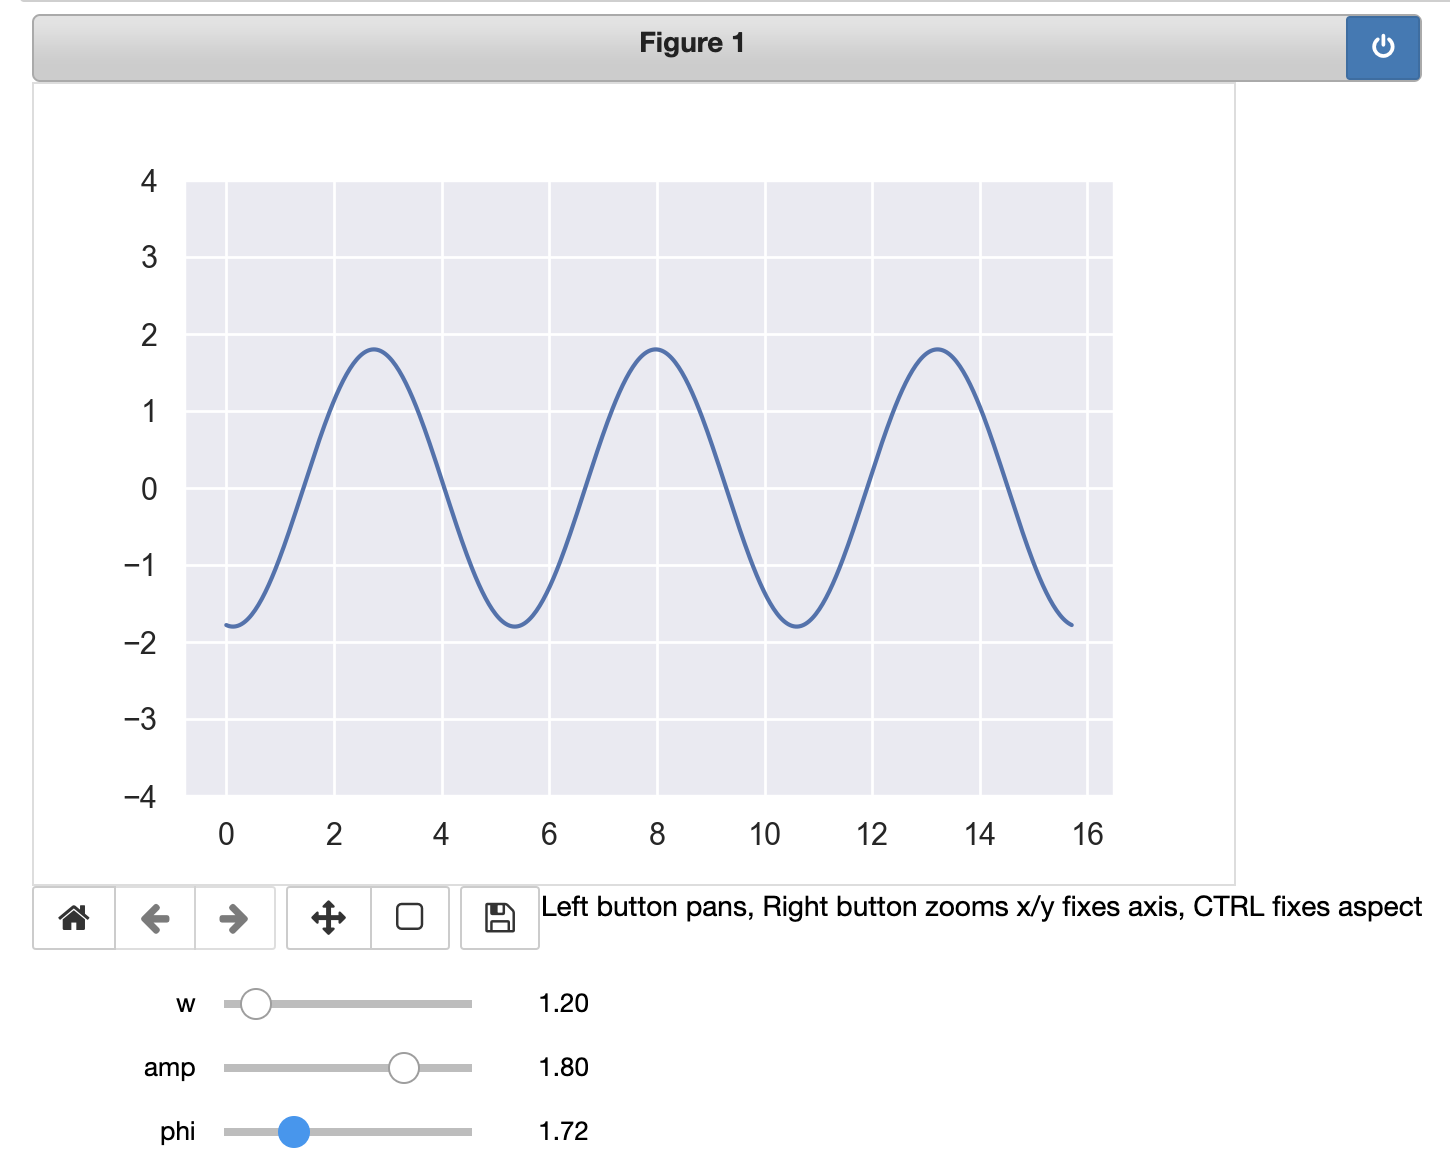 Figure 1
4
3
2
1
0
−1
−2
−3
−4
0 2 4 6 8 10 12 14 16
Left button pans, Right button zooms x/y fixes axis, CTRL fixes aspect
w 1.20
amp 1.80
phi 1.72